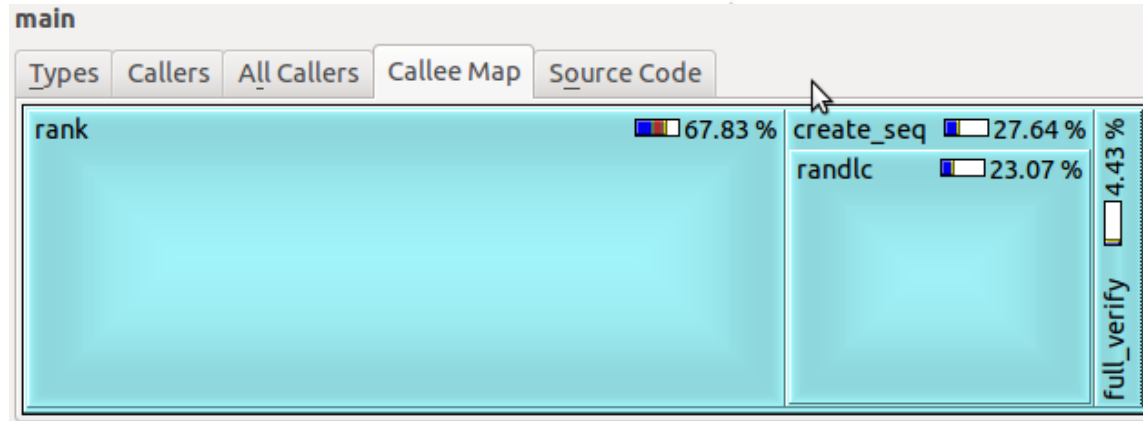 main
Types Callers All Callers Callee Map Source Code
rank 67.83 % create_seq 27.64 %
randlc 23.07 %
full_verify 4.43 %